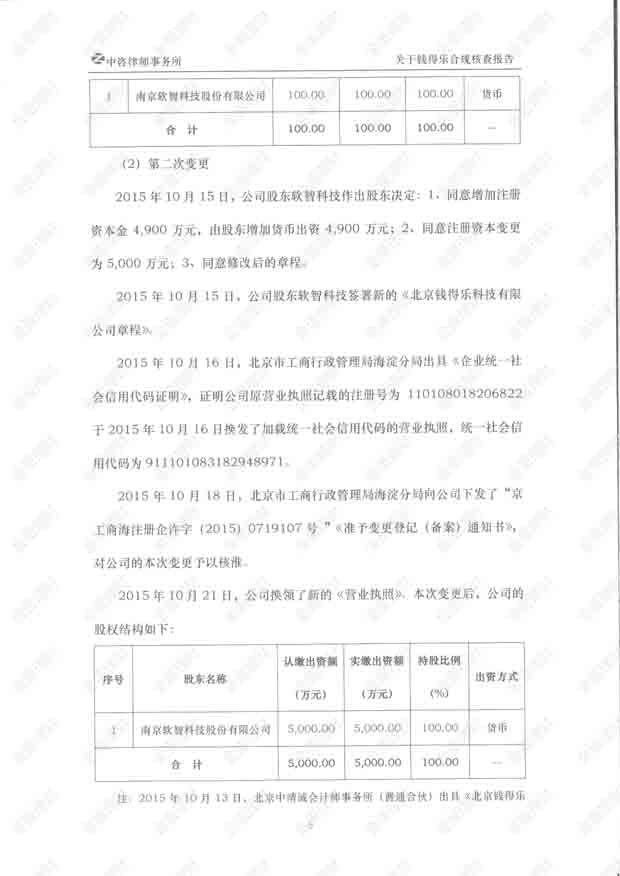 中咨律师事务所 关于钱得乐合规核查报告
1 南京软智科技股份有限公司 100.00 100.00 100.00 货币
合 计 100.00 100.00 100.00 —
（2）第二次变更
2015 年 10 月 15 日，公司股东软智科技作出股东决定：1、同意增加注册
资本金 4,900 万元，由股东增加货币出资 4,900 万元；2、同意注册资本变更
为 5,000 万元；3、同意修改后的章程。
2015 年 10 月 15 日，公司股东软智科技签署新的《北京钱得乐科技有限
公司章程》。
2015 年 10 月 16 日，北京市工商行政管理局海淀分局出具《企业统一社
会信用代码证明》，证明公司原营业执照记载的注册号为 110108018206822
于 2015 年 10 月 16 日换发了加载统一社会信用代码的营业执照，统一社会信
用代码为 911101083182948971。
2015 年 10 月 18 日，北京市工商行政管理局海淀分局向公司下发了“京
工商海注册企许字（2015）0719107 号 ”《准予变更登记（备案）通知书》，
对公司的本次变更予以核准。
2015 年 10 月 21 日，公司换领了新的《营业执照》。本次变更后，公司的
股权结构如下：
序号 股东名称 认缴出资额（万元） 实缴出资额（万元） 持股比例（%） 出资方式
1 南京软智科技股份有限公司 5,000.00 5,000.00 100.00 货币
合 计 5,000.00 5,000.00 100.00 —
注：2015 年 10 月 13 日，北京中靖诚会计师事务所（普通合伙）出具《北京钱得乐